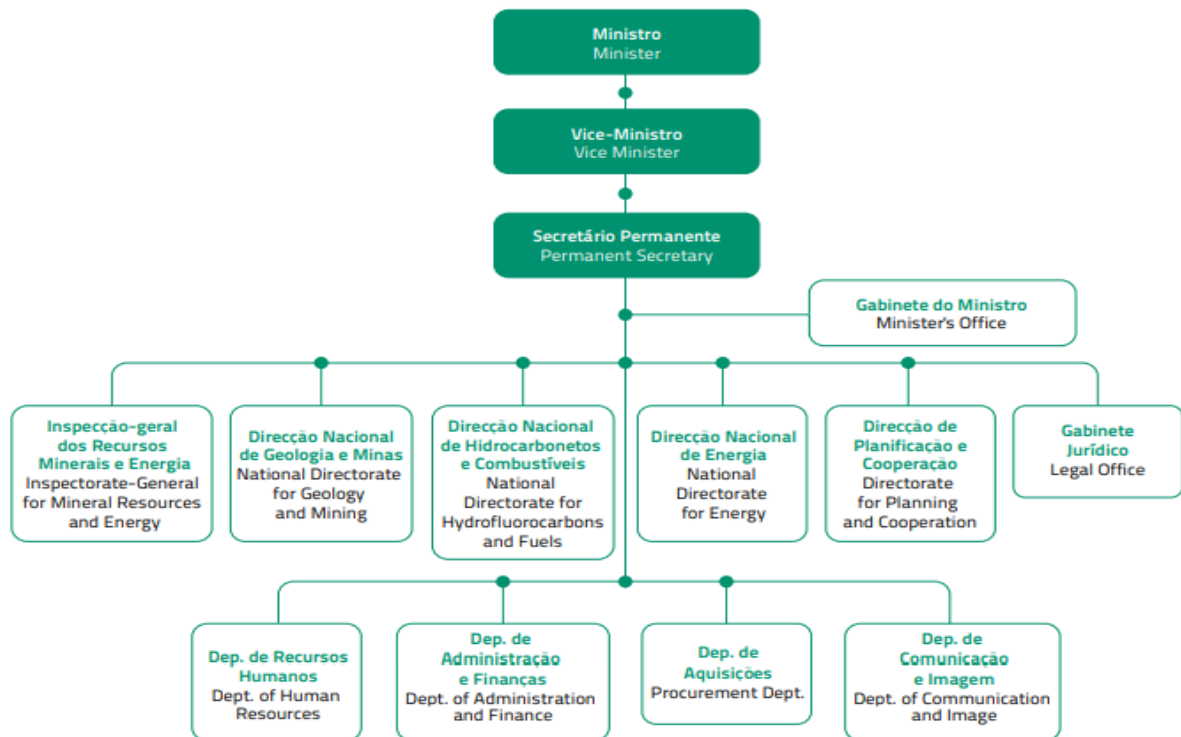 Ministro
Minister
Vice-Ministro
Vice Minister
Secretário Permanente
Permanent Secretary
Gabinete do Ministro
Minister's Office
Inspecção-geral
dos Recursos
Minerais e Energia
Inspectorate-General
for Mineral Resources
and Energy
Direcção Nacional
de Geologia e Minas
National Directorate
for Geology
and Mining
Direcção Nacional
de Hidrocarbonetos
e Combustíveis
National
Directorate for
Hydrofluorocarbons
and Fuels
Direcção Nacional
de Energia
National
Directorate
for Energy
Direcção de
Planificação e
Cooperação
Directorate
for Planning
and Cooperation
Gabinete
Jurídico
Legal Office
Dep. de Recursos
Humanos
Dept. of Human
Resources
Dep. de
Administração
e Finanças
Dept. of Administration
and Finance
Dep. de
Aquisições
Procurement Dept.
Dep. de
Comunicação
e Imagem
Dept. of Communication
and Image